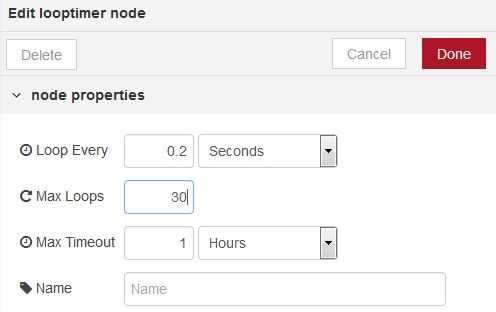 Edit looptimer node
Delete Cancel Done
node properties
Loop Every 0.2 Seconds
Max Loops 30
Max Timeout 1 Hours
Name Name